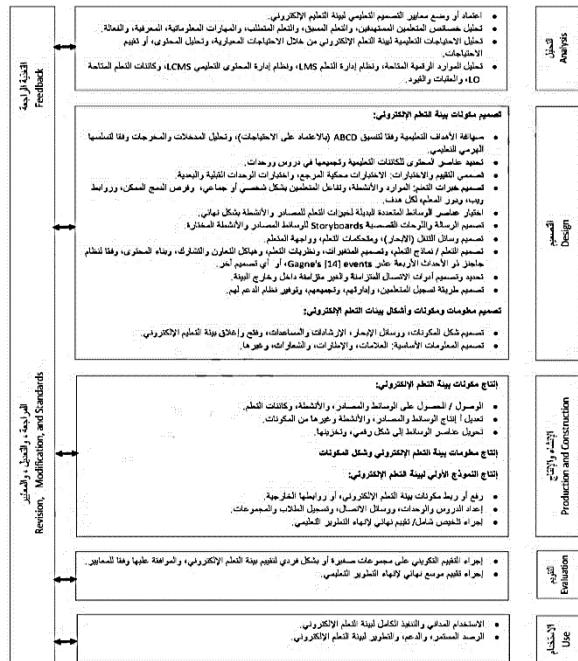 اعتماد أو وضع معايير التصميم التعليمي لبيئة التعلم الإلكتروني.
تحليل خصائص المتعلمين المستهدفين، والتعلم المسبق، والتعلم المتطلب، والمهارات المعلوماتية، المعرفية، والفعالة.
تحليل الاحتياجات التعليمية لبيئة التعلم الإلكتروني من خلال الاحتياجات المعيارية، وتحليل المحتوى، أو تقييم
الاحتياجات.
تحليل الموارد الرقمية المتاحة، ونظام إدارة التعلم LMS، ونظام إدارة المحتوى التعليمي LCMS، وكائنات التعلم المتاحة
LO، والعقبات والقيود.
التحليل
Analysis
التغذية الراجعة
Feedback
تصميم مكونات بيئة التعلم الإلكتروني:
صياغة الأهداف التعليمية وفقا لتنسيق ABCD (بالاعتماد على الاحتياجات)، وتحليل المدخلات والمخرجات وفقا لتسلسلها
الهرمي للتعليمي.
تحديد عناصر المحتوى للكائنات التعليمية وتجميعها في دروس ووحدات.
تصميم التقييم والاختبارات: الاختبارات محكية المرجع، واختبارات الوحدات القبلية والبعدية.
تصميم خبرات التعلم: الموارد والأنشطة، وتفاعل المتعلمين بشكل شخصي أو جماعي، وفرص الدمج الممكن، وروابط
ويب، ودور المعلم، لكل هدف.
اختيار عناصر الوسائط المتعددة البديلة لخبرات التعلم للمصادر والأنشطة بشكل نهائي.
تصميم الرسالة واللوحات القصصية Storyboards للوسائط المصادر والأنشطة المختارة.
تصميم وسائل التنقل (الإبحار)، ومتحكمات التعلم، وواجهة المتعلم.
تصميم التعلم / نماذج التعلم، وتصميم المتغيرات، ونظريات التعلم، وهياكل التعاون والتشارك، وبناء المحتوى، وفقا لنظام
جاجنز ذو الأحداث الأربعة عشر Gagne's [14] events، أو أي تصميم آخر.
تحديد وتصميم أدوات الاتصال المتزامنة والغير متزامنة داخل وخارج البيئة.
تصميم طريقة تسجيل المتعلمين، وإدارتهم، وتجميعهم، وتوفير نظام الدعم لهم.
تصميم معلومات ومكونات وأشكال بيئات التعلم الإلكتروني:
تصميم شكل المكونات، ووسائل الإبحار، الإرشادات والمساعدات، وفتح وإغلاق بيئة التعلم الإلكتروني.
تصميم المعلومات الأساسية: العلامات، والإطارات، والشعارات، وغيرها.
التصميم
Design
إنتاج مكونات بيئة التعلم الإلكتروني:
الوصول / الحصول على الوسائط والمصادر، والأنشطة، وكائنات التعلم.
تعديل / إنتاج الوسائط والمصادر، والأنشطة وغيرها من المكونات.
تحويل عناصر الوسائط إلى شكل رقمي، وتخزينها.
إنتاج معلومات بيئة التعلم الإلكتروني وشكل المكونات
إنتاج النموذج الأولي لبيئة التعلم الإلكتروني:
رفع أو ربط مكونات بيئة التعلم الإلكتروني، أو روابطها الخارجية.
إعداد الدروس والوحدات، ووسائل الاتصال، وتسجيل الطلاب والمجموعات.
إجراء تلخيص شامل/ تقييم نهائي لإنهاء التطوير التعليمي.
الإنشاء والإنتاج
Production and Construction
المراجعة، والتعديل، والمعايير
Revision, Modification, and Standards
إجراء التقييم التكويني على مجموعات صغيرة أو بشكل فردي لتقييم بيئة التعلم الإلكتروني، والموافقة عليها وفقا للمعايير.
إجراء تقييم موسع نهائي لإنهاء التطوير التعليمي.
التقويم
Evaluation
الاستخدام الميداني والتنفيذ الكامل لبيئة التعلم الإلكتروني.
الرصد المستمر، والدعم، والتطوير لبيئة التعلم الإلكتروني.
الاستخدام
Use